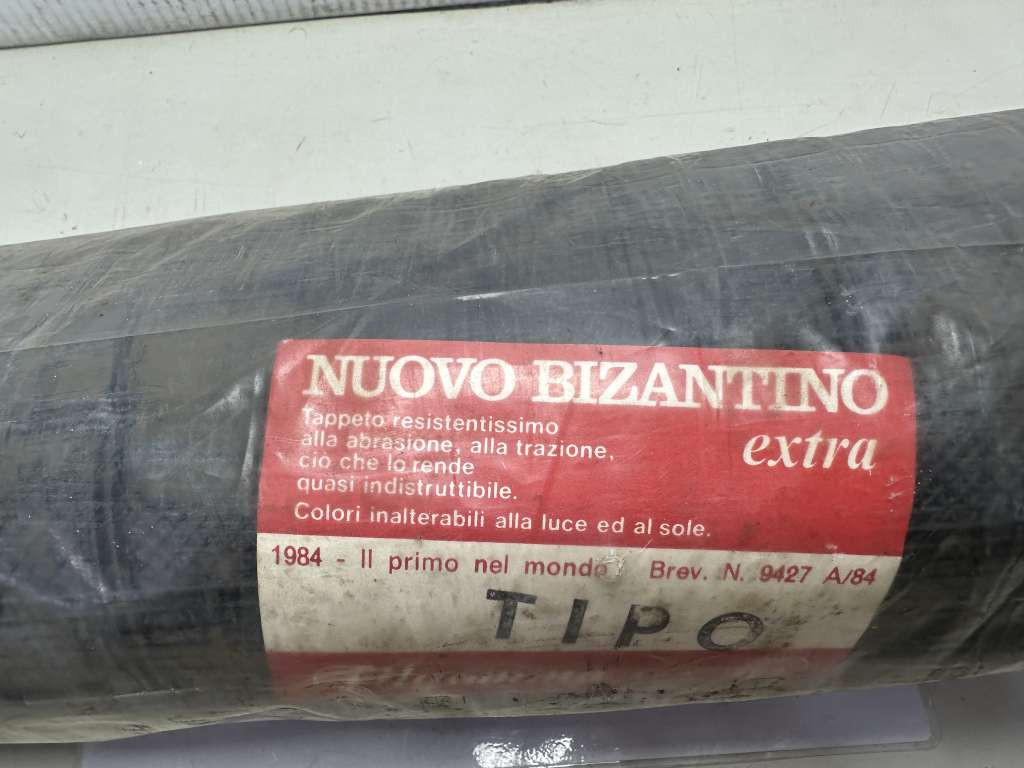 NUOVO BIZANTINO
extra
Tappeto resistentissimo
alla abrasione, alla trazione,
ciò che lo rende
quasi indistruttibile.
Colori inalterabili alla luce ed al sole.
1984 - Il primo nel mondo Brev. N. 9427 A/84
TIPO